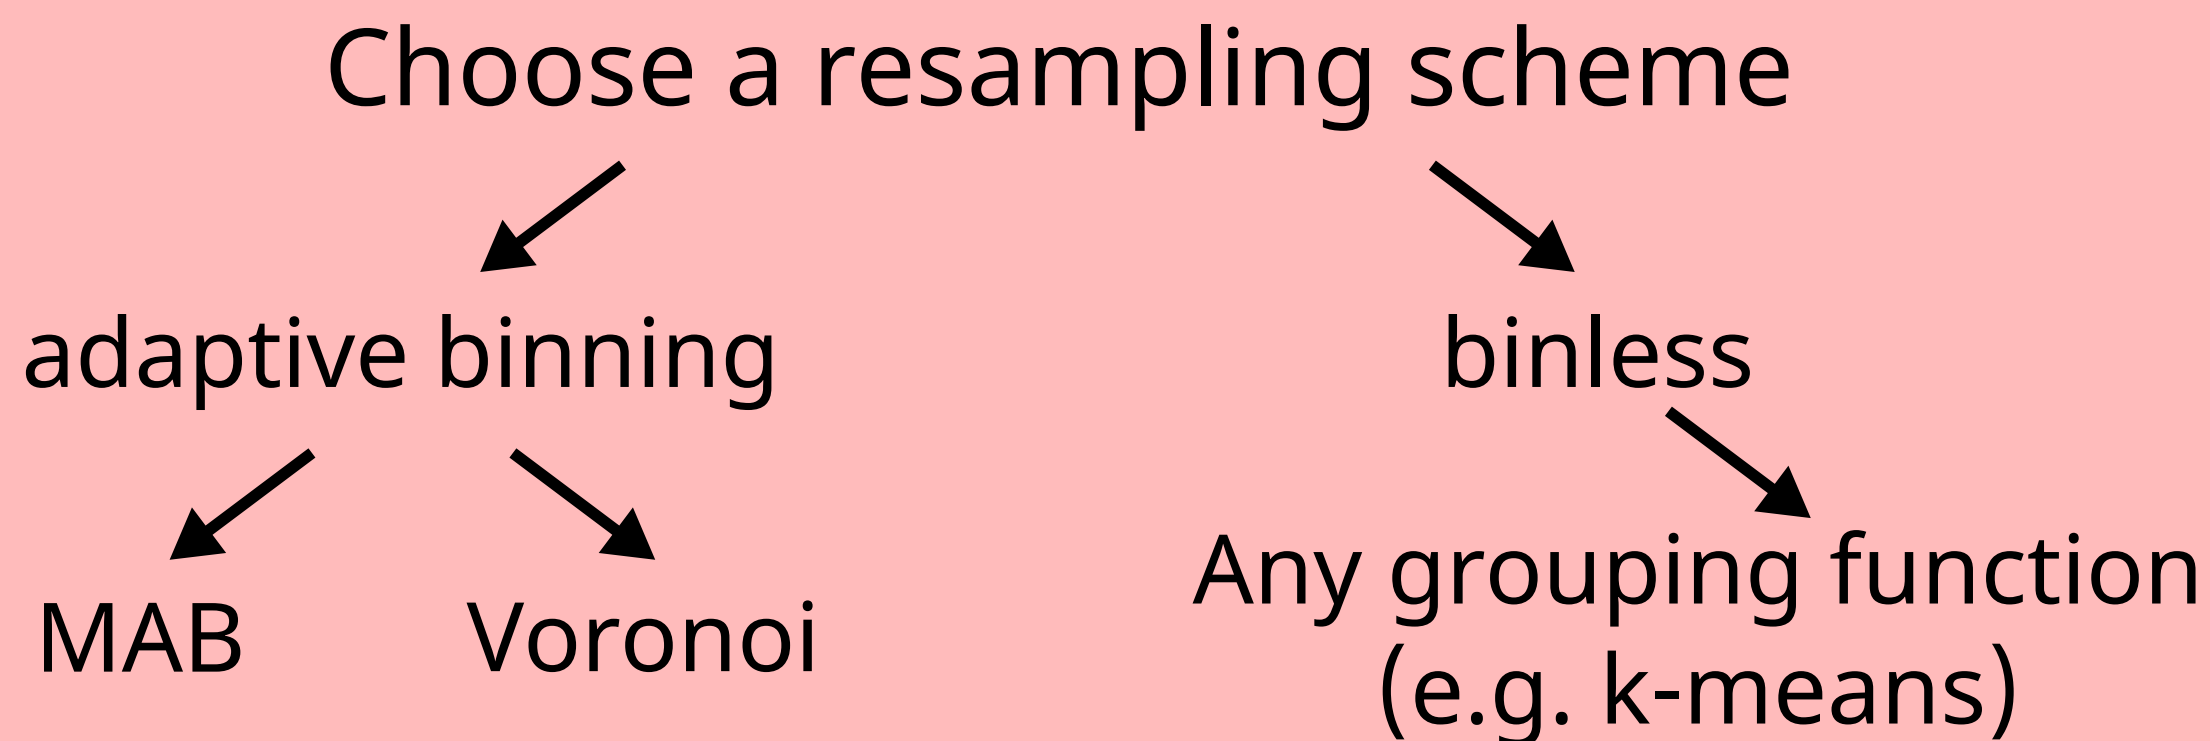 Choose a resampling scheme
adaptive binning
binless
MAB
Voronoi
Any grouping function
(e.g. k-means)